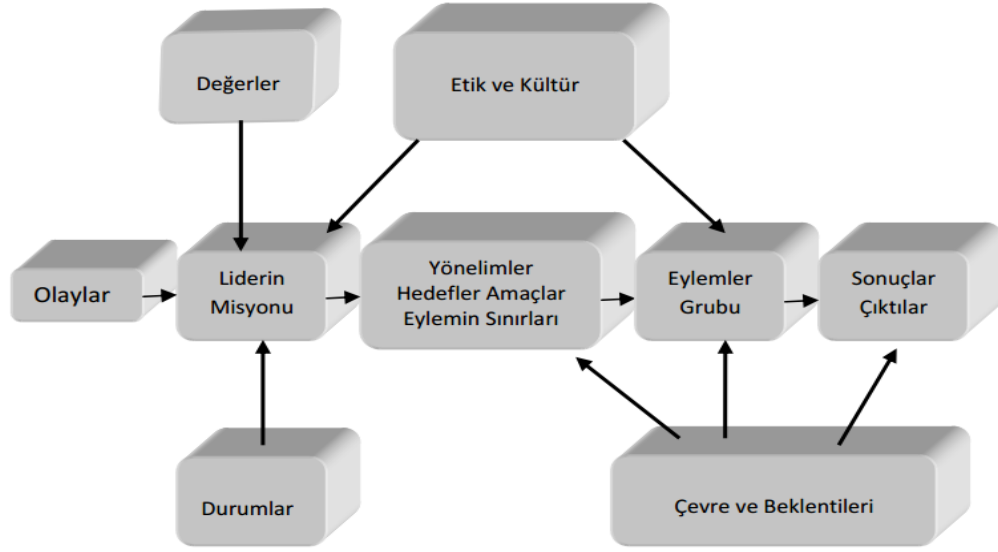 Değerler
Etik ve Kültür
Olaylar
Liderin
Misyonu
Yönelimler
Hedefler Amaçlar
Eylemin Sınırları
Eylemler
Grubu
Sonuçlar
Çıktılar
Durumlar
Çevre ve Beklentileri